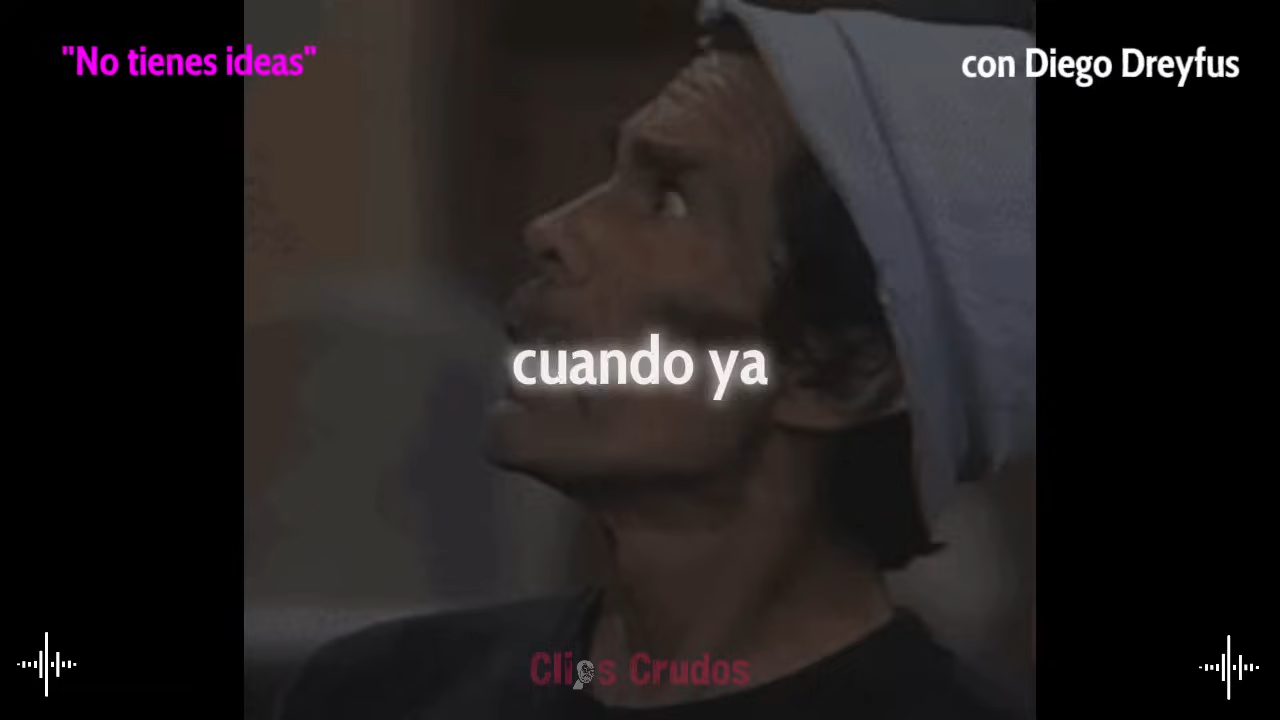 "No tienes ideas"
con Diego Dreyfus
cuando ya
Clips Crudos